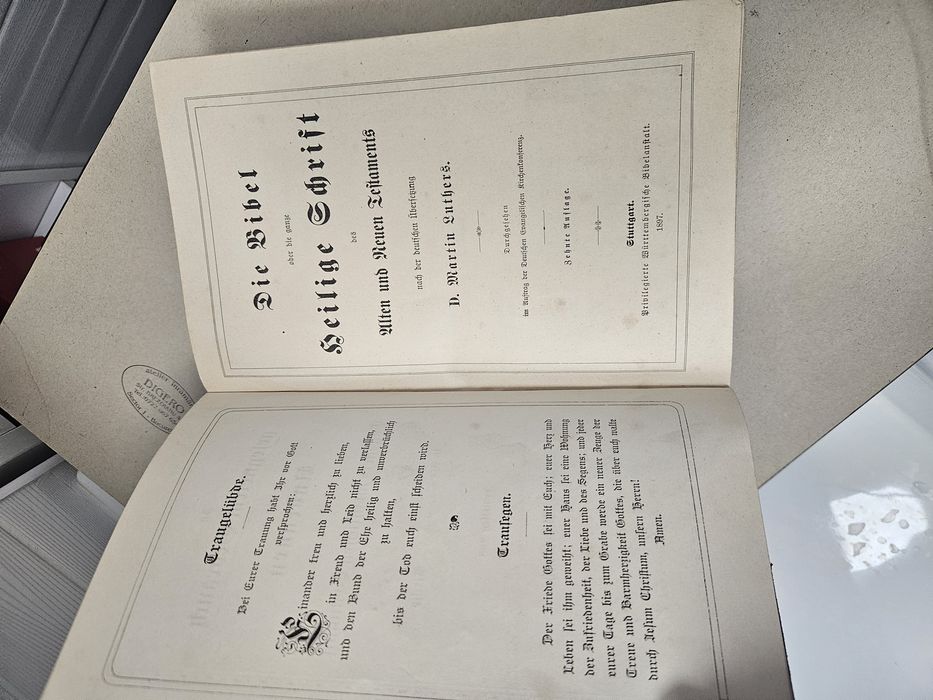 Traugelübde.
Bei Eurer Trauung habt Ihr vor Gott
versprochen:
Einander treu und herzlich zu lieben,
in Freud und Leid nicht zu verlassen,
und den Bund der Ehe heilig und unverbrüchlich
zu halten,
bis der Tod euch einst scheiden wird.
Trausegen.
Der Friede Gottes sei mit Euch; euer Herz und
Leben sei ihm geweiht; euer Haus sei eine Wohnung
der Zufriedenheit, der Liebe und des Segens; und jeder
eurer Tage bis zum Grabe werde ein neuer Zeuge der
Treue und Barmherzigkeit Gottes, die über euch walte
durch Jesum Christum, unsern Herrn!
Amen.
Die Bibel
oder die ganze
Heilige Schrift
des
Alten und Neuen Testaments
nach der deutschen Übersetzung
D. Martin Luthers.
Durchgesehen
im Auftrag der Deutschen Evangelischen Kirchenkonferenz.
Zehnte Auflage.
Stuttgart.
Privilegierte Württembergische Bibelanstalt.
1897.
atelier
DIGERO
Sector 1 -